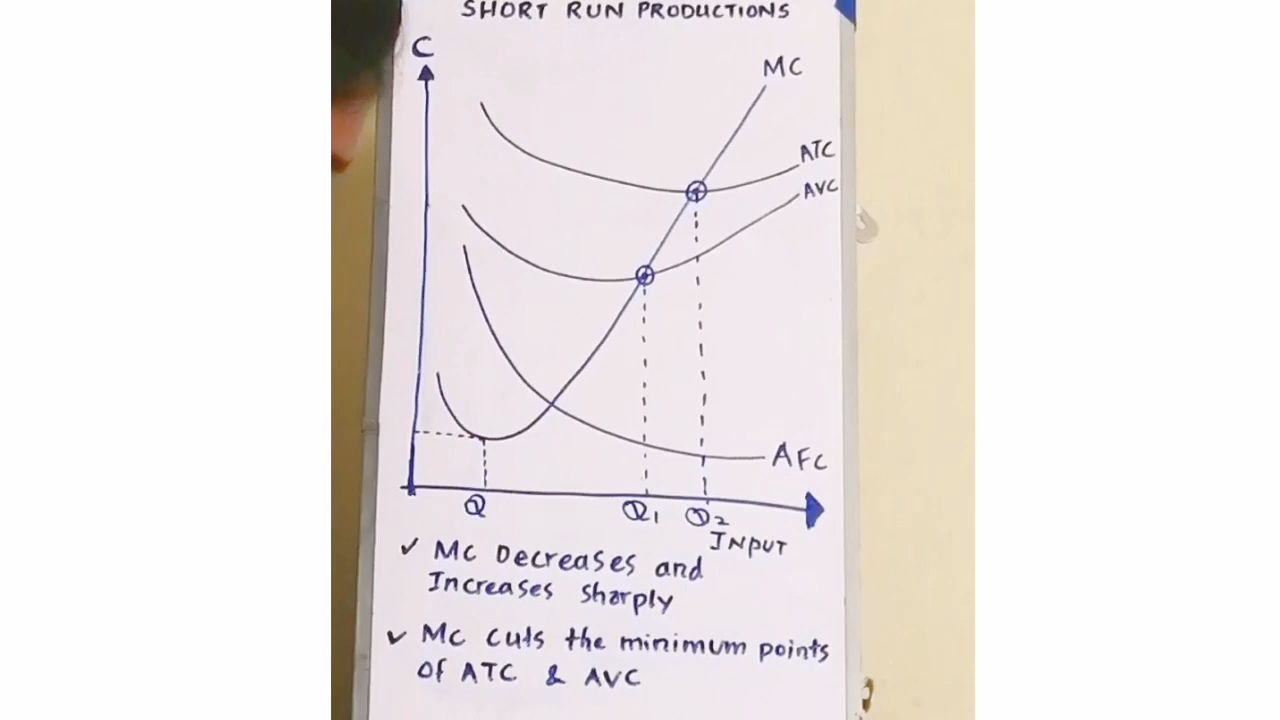 SHORT RUN PRODUCTIONS
C
MC
ATC
AVC
AFC
Q
Q1
Q2
INPUT
✓ MC Decreases and
Increases sharply
✓ MC cuts the minimum points
Of ATC & AVC